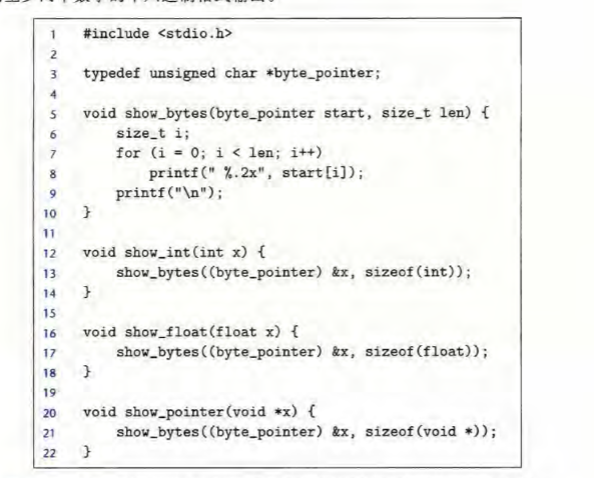 1 #include <stdio.h>
2
3 typedef unsigned char *byte_pointer;
4
5 void show_bytes(byte_pointer start, size_t len) {
6 size_t i;
7 for (i = 0; i < len; i++)
8 printf(" %.2x", start[i]);
9 printf("\n");
10 }
11
12 void show_int(int x) {
13 show_bytes((byte_pointer) &x, sizeof(int));
14 }
15
16 void show_float(float x) {
17 show_bytes((byte_pointer) &x, sizeof(float));
18 }
19
20 void show_pointer(void *x) {
21 show_bytes((byte_pointer) &x, sizeof(void *));
22 }